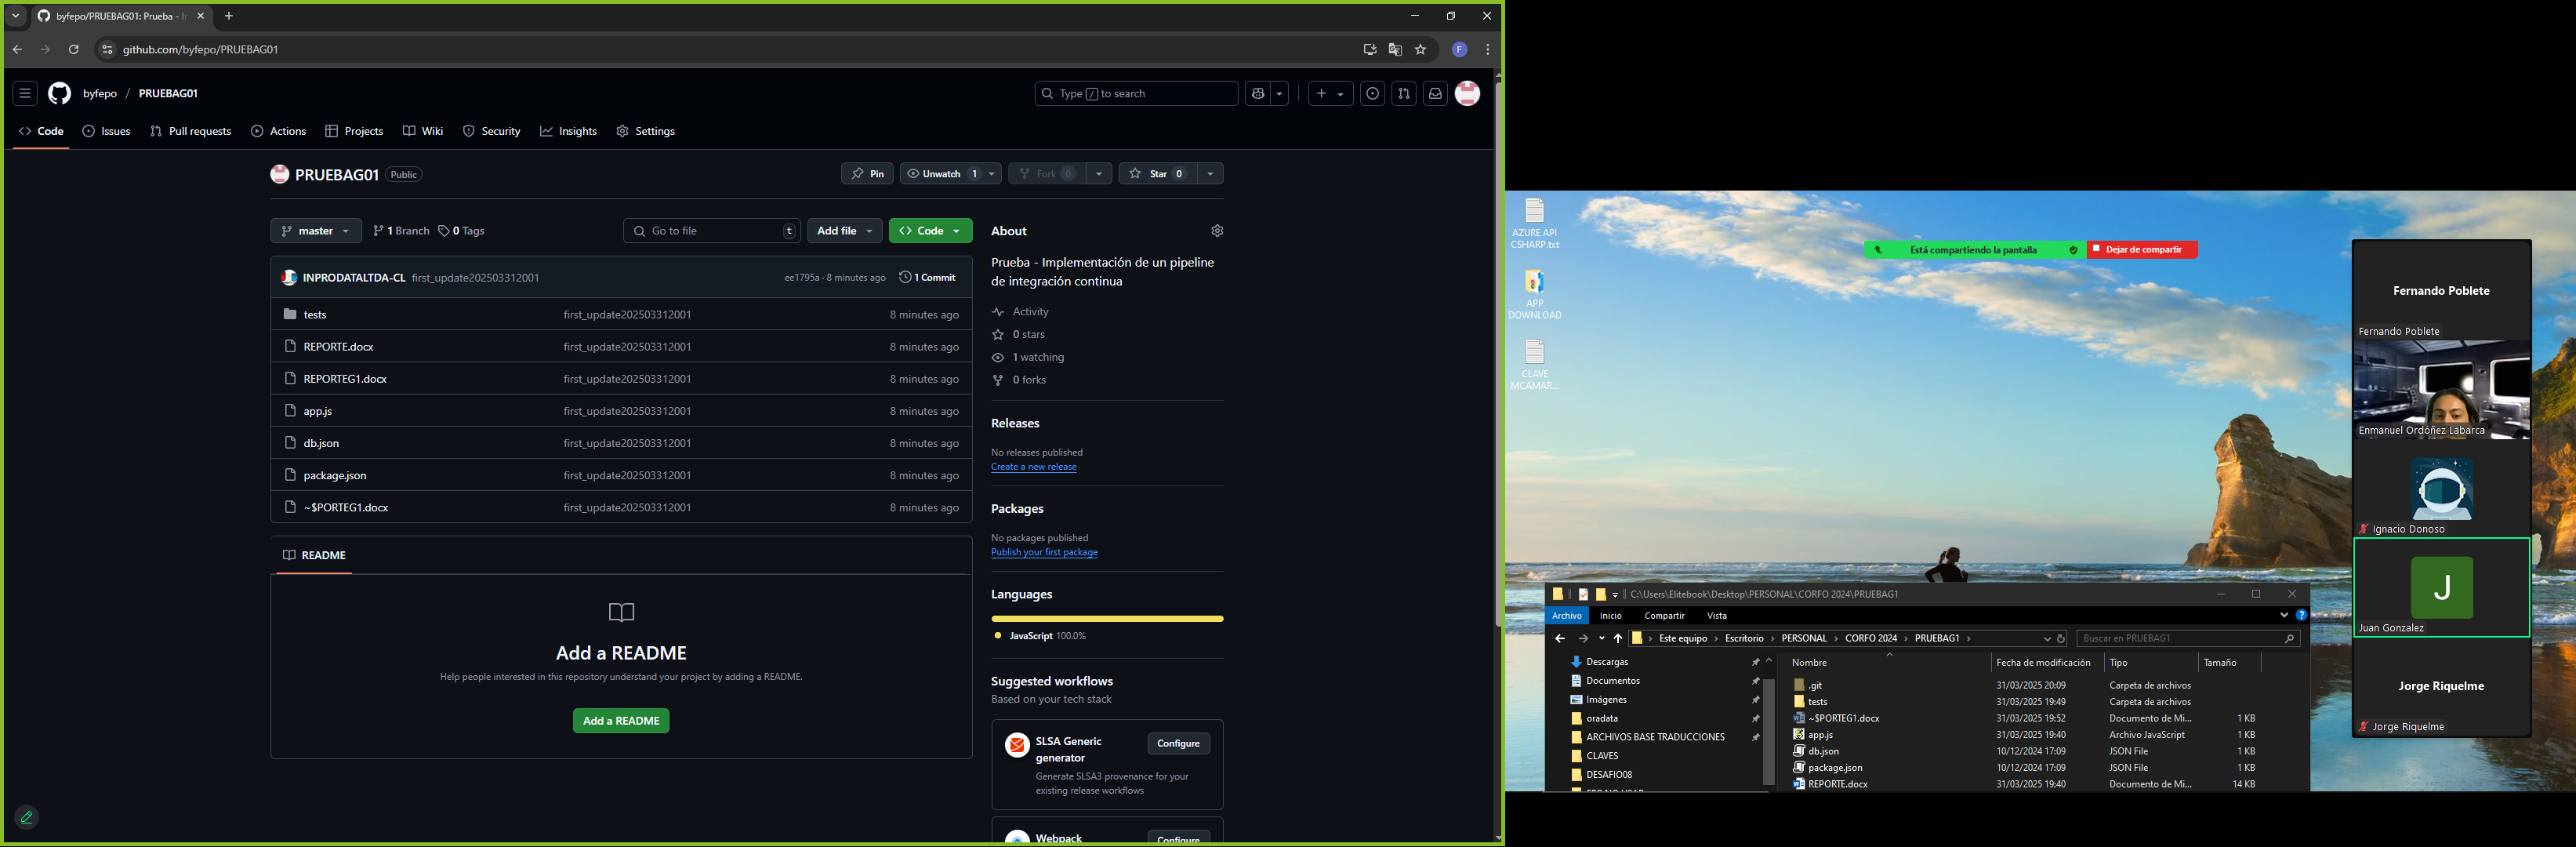 byfepo/PRUEBAG01: Prueba - I
github.com/byfepo/PRUEBAG01
F
byfepo / PRUEBAG01
Type / to search
Code Issues Pull requests Actions Projects Wiki Security Insights Settings
PRUEBAG01 Public
Pin Unwatch 1 Fork 0 Star 0
master 1 Branch 0 Tags Go to file t Add file Code
INPRODATALTDA-CL first_update202503312001 ee1795a · 8 minutes ago 1 Commit
tests first_update202503312001 8 minutes ago
REPORTE.docx first_update202503312001 8 minutes ago
REPORTEG1.docx first_update202503312001 8 minutes ago
app.js first_update202503312001 8 minutes ago
db.json first_update202503312001 8 minutes ago
package.json first_update202503312001 8 minutes ago
~$PORTEG1.docx first_update202503312001 8 minutes ago
README
Add a README
Help people interested in this repository understand your project by adding a README.
Add a README
About
Prueba - Implementación de un pipeline
de integración continua
Activity
0 stars
1 watching
0 forks
Releases
No releases published
Create a new release
Packages
No packages published
Publish your first package
Languages
JavaScript 100.0%
Suggested workflows
Based on your tech stack
SLSA Generic
generator
Configure
Generate SLSA3 provenance for your
existing release workflows
Webpack
Configure
AZURE API
CSHARP.txt
APP
DOWNLOAD
CLAVE
MCAMAR...
Está compartiendo la pantalla
Dejar de compartir
Fernando Poblete
Fernando Poblete
Enmanuel Ordóñez Labarca
Ignacio Donoso
J
Juan Gonzalez
Jorge Riquelme
Jorge Riquelme
C:\Users\Elitebook\Desktop\PERSONAL\CORFO 2024\PRUEBAG1
Archivo Inicio Compartir Vista
Este equipo › Escritorio › PERSONAL › CORFO 2024 › PRUEBAG1 ›
Buscar en PRUEBAG1
Descargas
Documentos
Imágenes
oradata
ARCHIVOS BASE TRADUCCIONES
CLAVES
DESAFIO08
Nombre Fecha de modificación Tipo Tamaño
.git 31/03/2025 20:09 Carpeta de archivos
tests 31/03/2025 19:49 Carpeta de archivos
~$PORTEG1.docx 31/03/2025 19:52 Documento de Mi... 1 KB
app.js 31/03/2025 19:40 Archivo JavaScript 1 KB
db.json 10/12/2024 17:09 JSON File 1 KB
package.json 10/12/2024 17:09 JSON File 1 KB
REPORTE.docx 31/03/2025 19:40 Documento de Mi... 14 KB